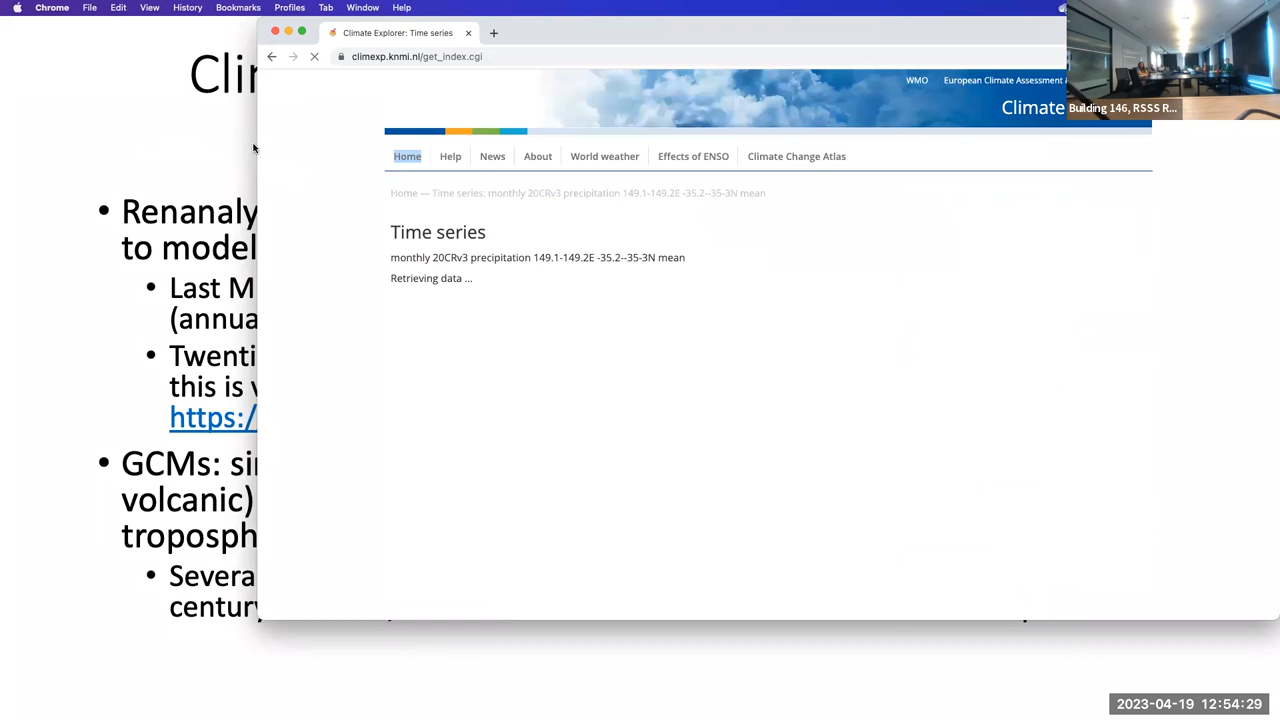 Chrome File Edit View History Bookmarks Profiles Tab Window Help
Climate Explorer: Time series
climexp.knmi.nl/get_index.cgi
WMO European Climate Assessment &
Climate
Building 146, RSSS R...
Home Help News About World weather Effects of ENSO Climate Change Atlas
Home — Time series: monthly 20CRv3 precipitation 149.1-149.2E -35.2--35-3N mean
Time series
monthly 20CRv3 precipitation 149.1-149.2E -35.2--35-3N mean
Retrieving data ...
Clir
• Renanaly
to model
• Last M
(annua
• Twenti
this is v
https:/
• GCMs: sir
volcanic)
troposph
• Severa
century
2023-04-19 12:54:29